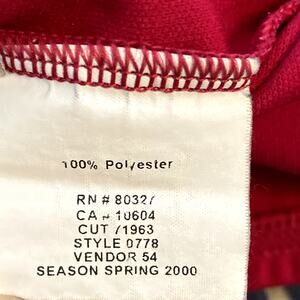 100% Polyester
RN # 80327
CA # 10604
CUT 71963
STYLE 0778
VENDOR 54
SEASON SPRING 2000